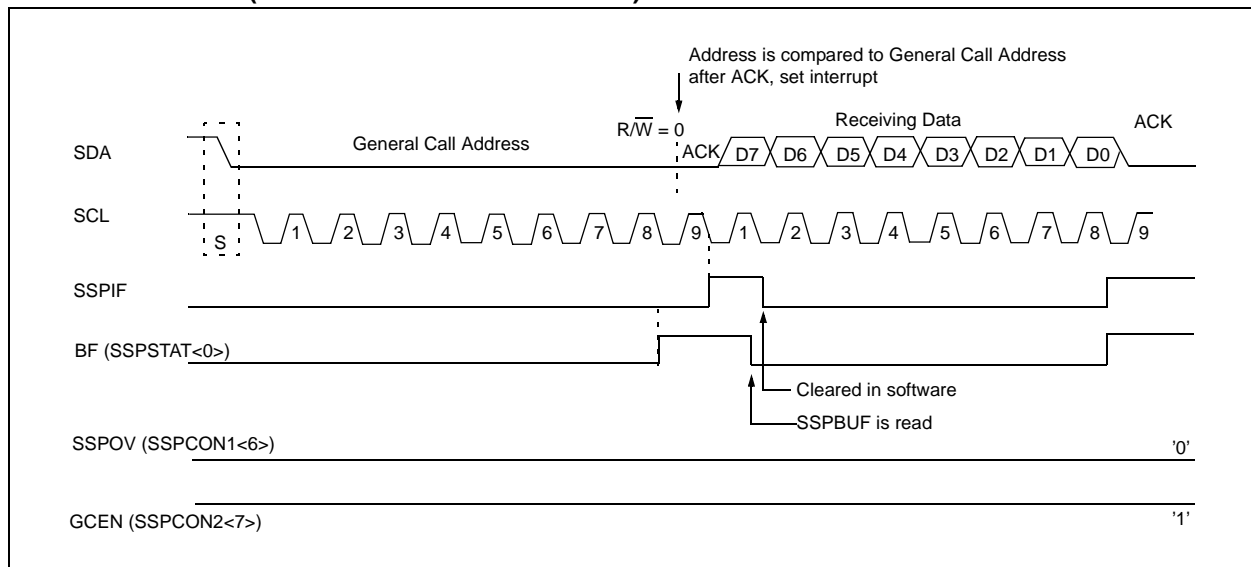 Address is compared to General Call Address
after ACK, set interrupt
SDA
General Call Address
R/W̅ = 0
ACK
Receiving Data
D7 D6 D5 D4 D3 D2 D1 D0
ACK
SCL
S
1 2 3 4 5 6 7 8 9 1 2 3 4 5 6 7 8 9
SSPIF
BF (SSPSTAT<0>)
Cleared in software
SSPBUF is read
SSPOV (SSPCON1<6>)
'0'
GCEN (SSPCON2<7>)
'1'